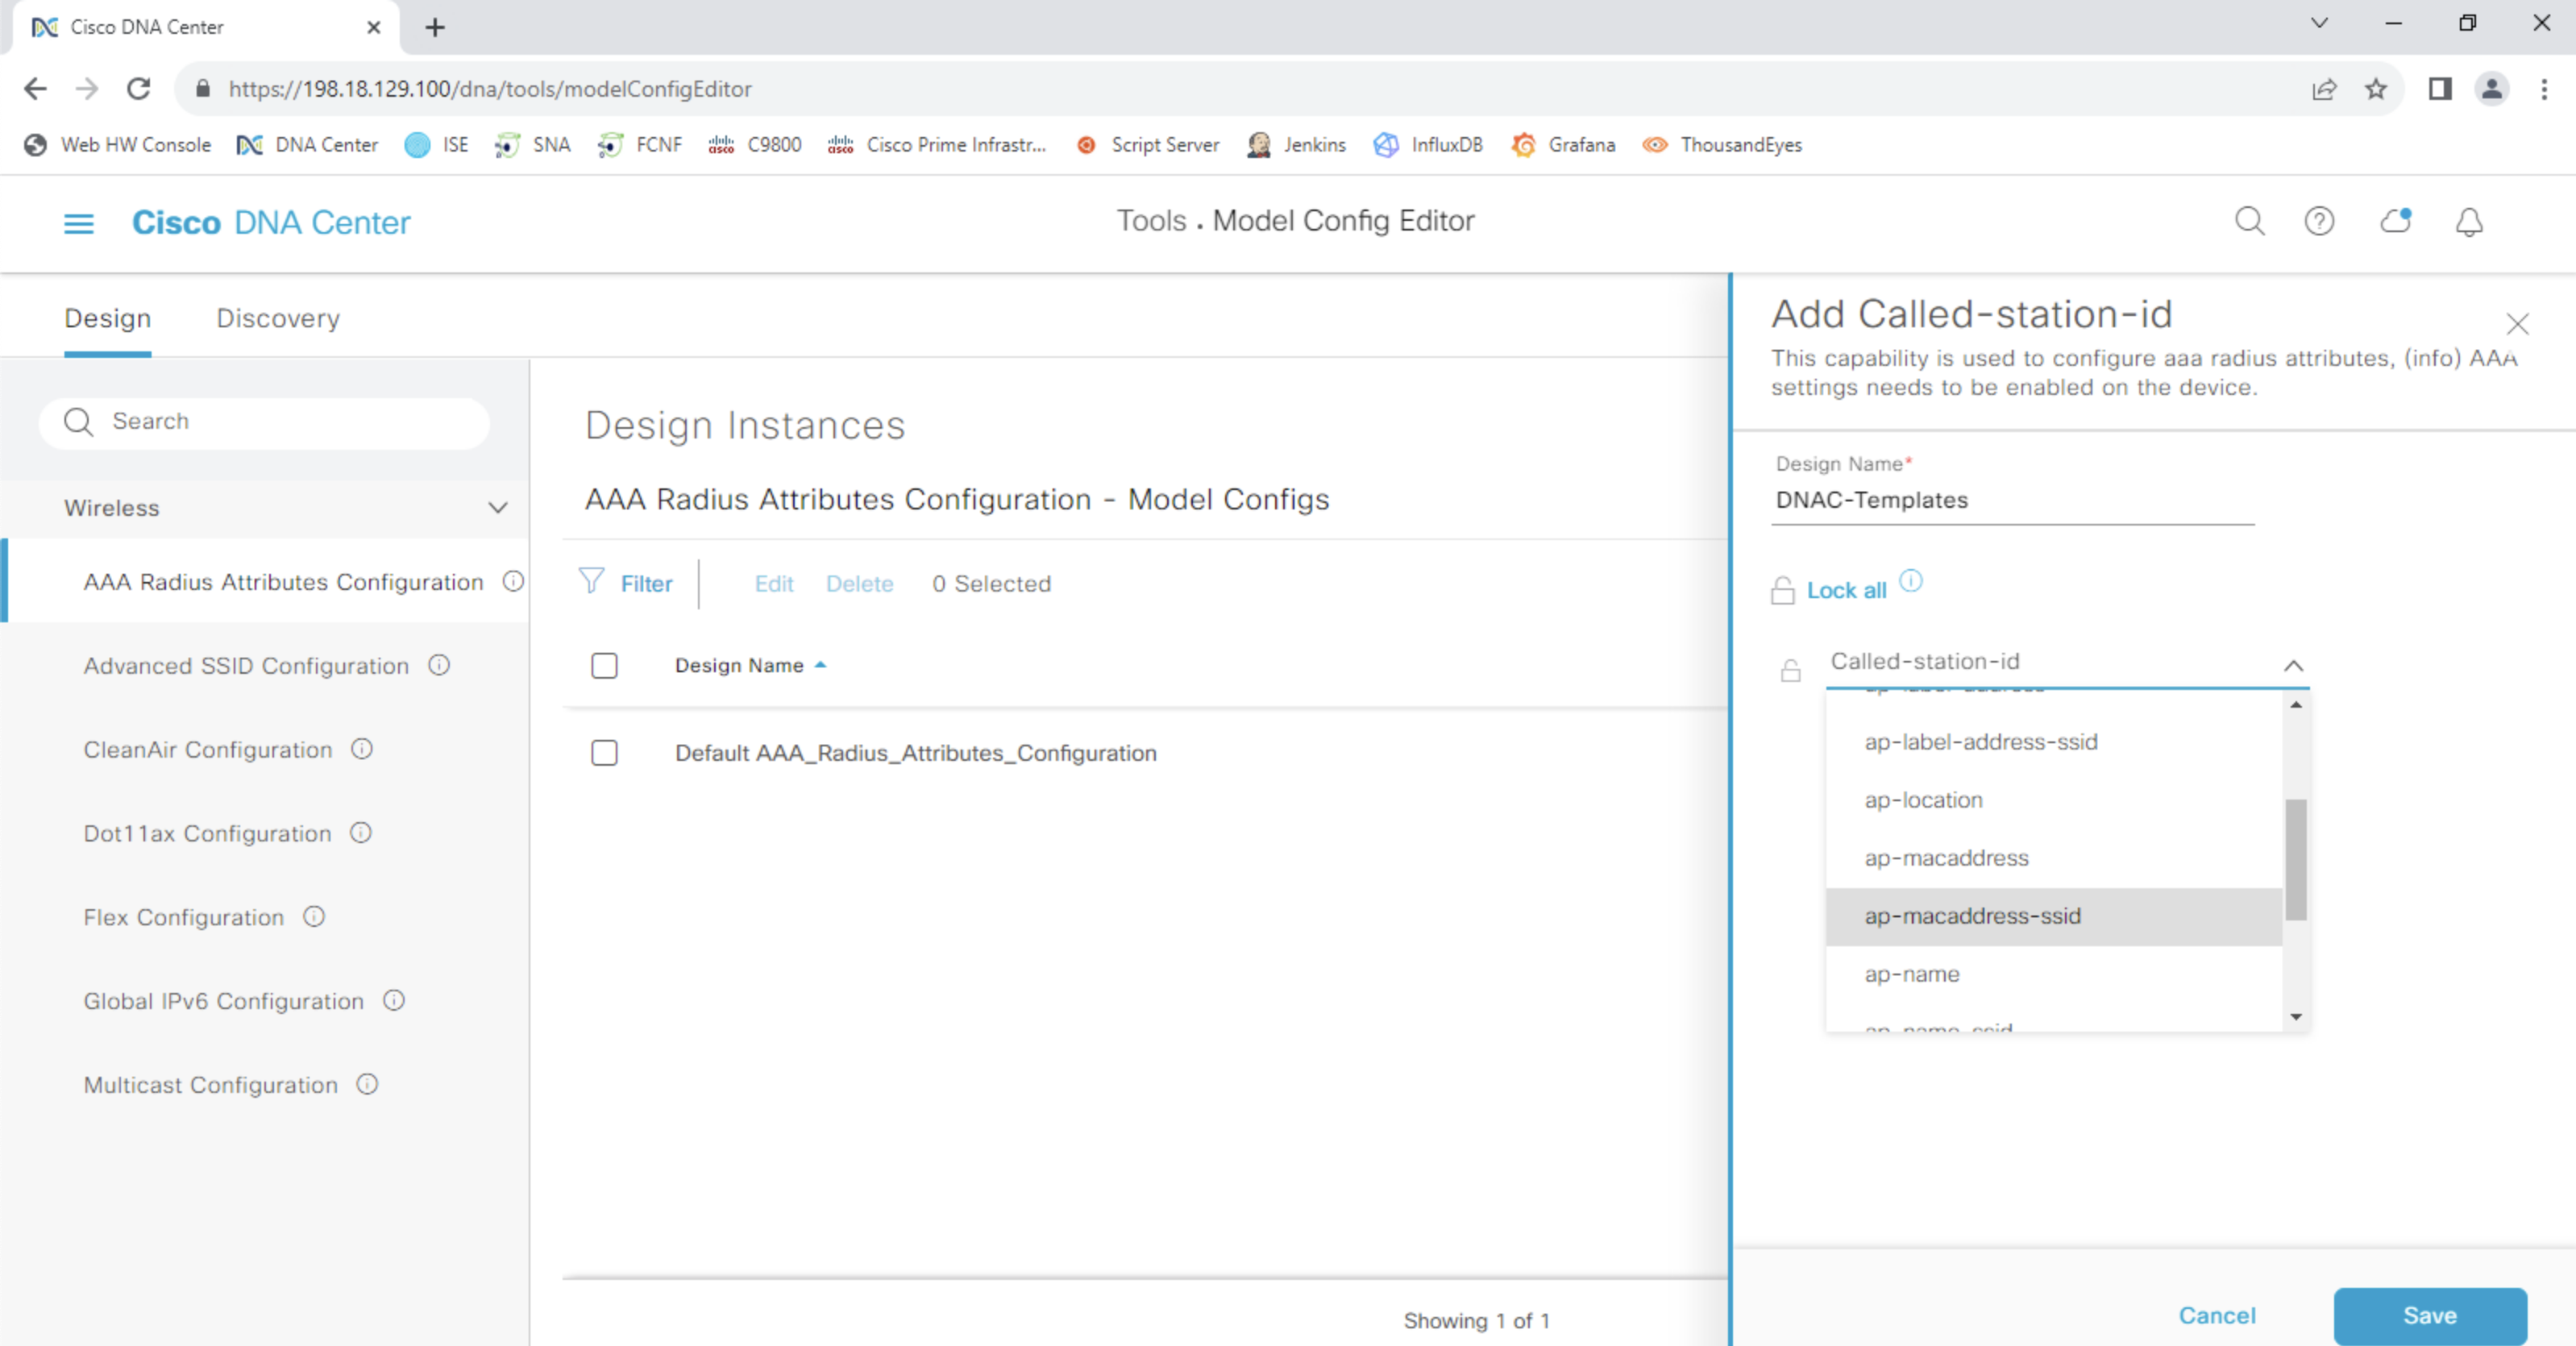 Cisco DNA Center
https://198.18.129.100/dna/tools/modelConfigEditor
Web HW Console DNA Center ISE SNA FCNF C9800 Cisco Prime Infrastr... Script Server Jenkins InfluxDB Grafana ThousandEyes
Cisco DNA Center
Tools . Model Config Editor
Design Discovery
Search
Wireless
AAA Radius Attributes Configuration
Advanced SSID Configuration
CleanAir Configuration
Dot11ax Configuration
Flex Configuration
Global IPv6 Configuration
Multicast Configuration
Design Instances
AAA Radius Attributes Configuration - Model Configs
Filter Edit Delete 0 Selected
Design Name
Default AAA_Radius_Attributes_Configuration
Showing 1 of 1
Add Called-station-id
This capability is used to configure aaa radius attributes, (info) AAA
settings needs to be enabled on the device.
Design Name*
DNAC-Templates
Lock all
Called-station-id
ap-label-address-ssid
ap-location
ap-macaddress
ap-macaddress-ssid
ap-name
Cancel Save